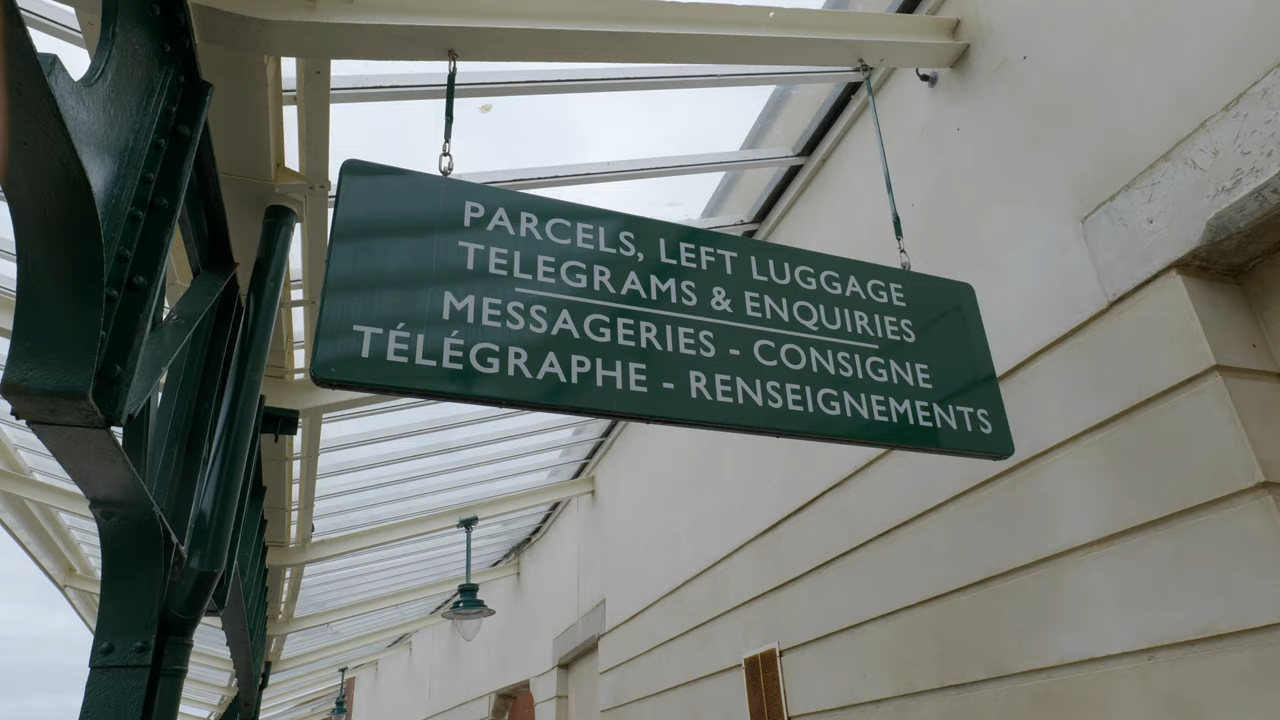 PARCELS, LEFT LUGGAGE
TELEGRAMS & ENQUIRIES
MESSAGERIES - CONSIGNE
TÉLÉGRAPHE - RENSEIGNEMENTS